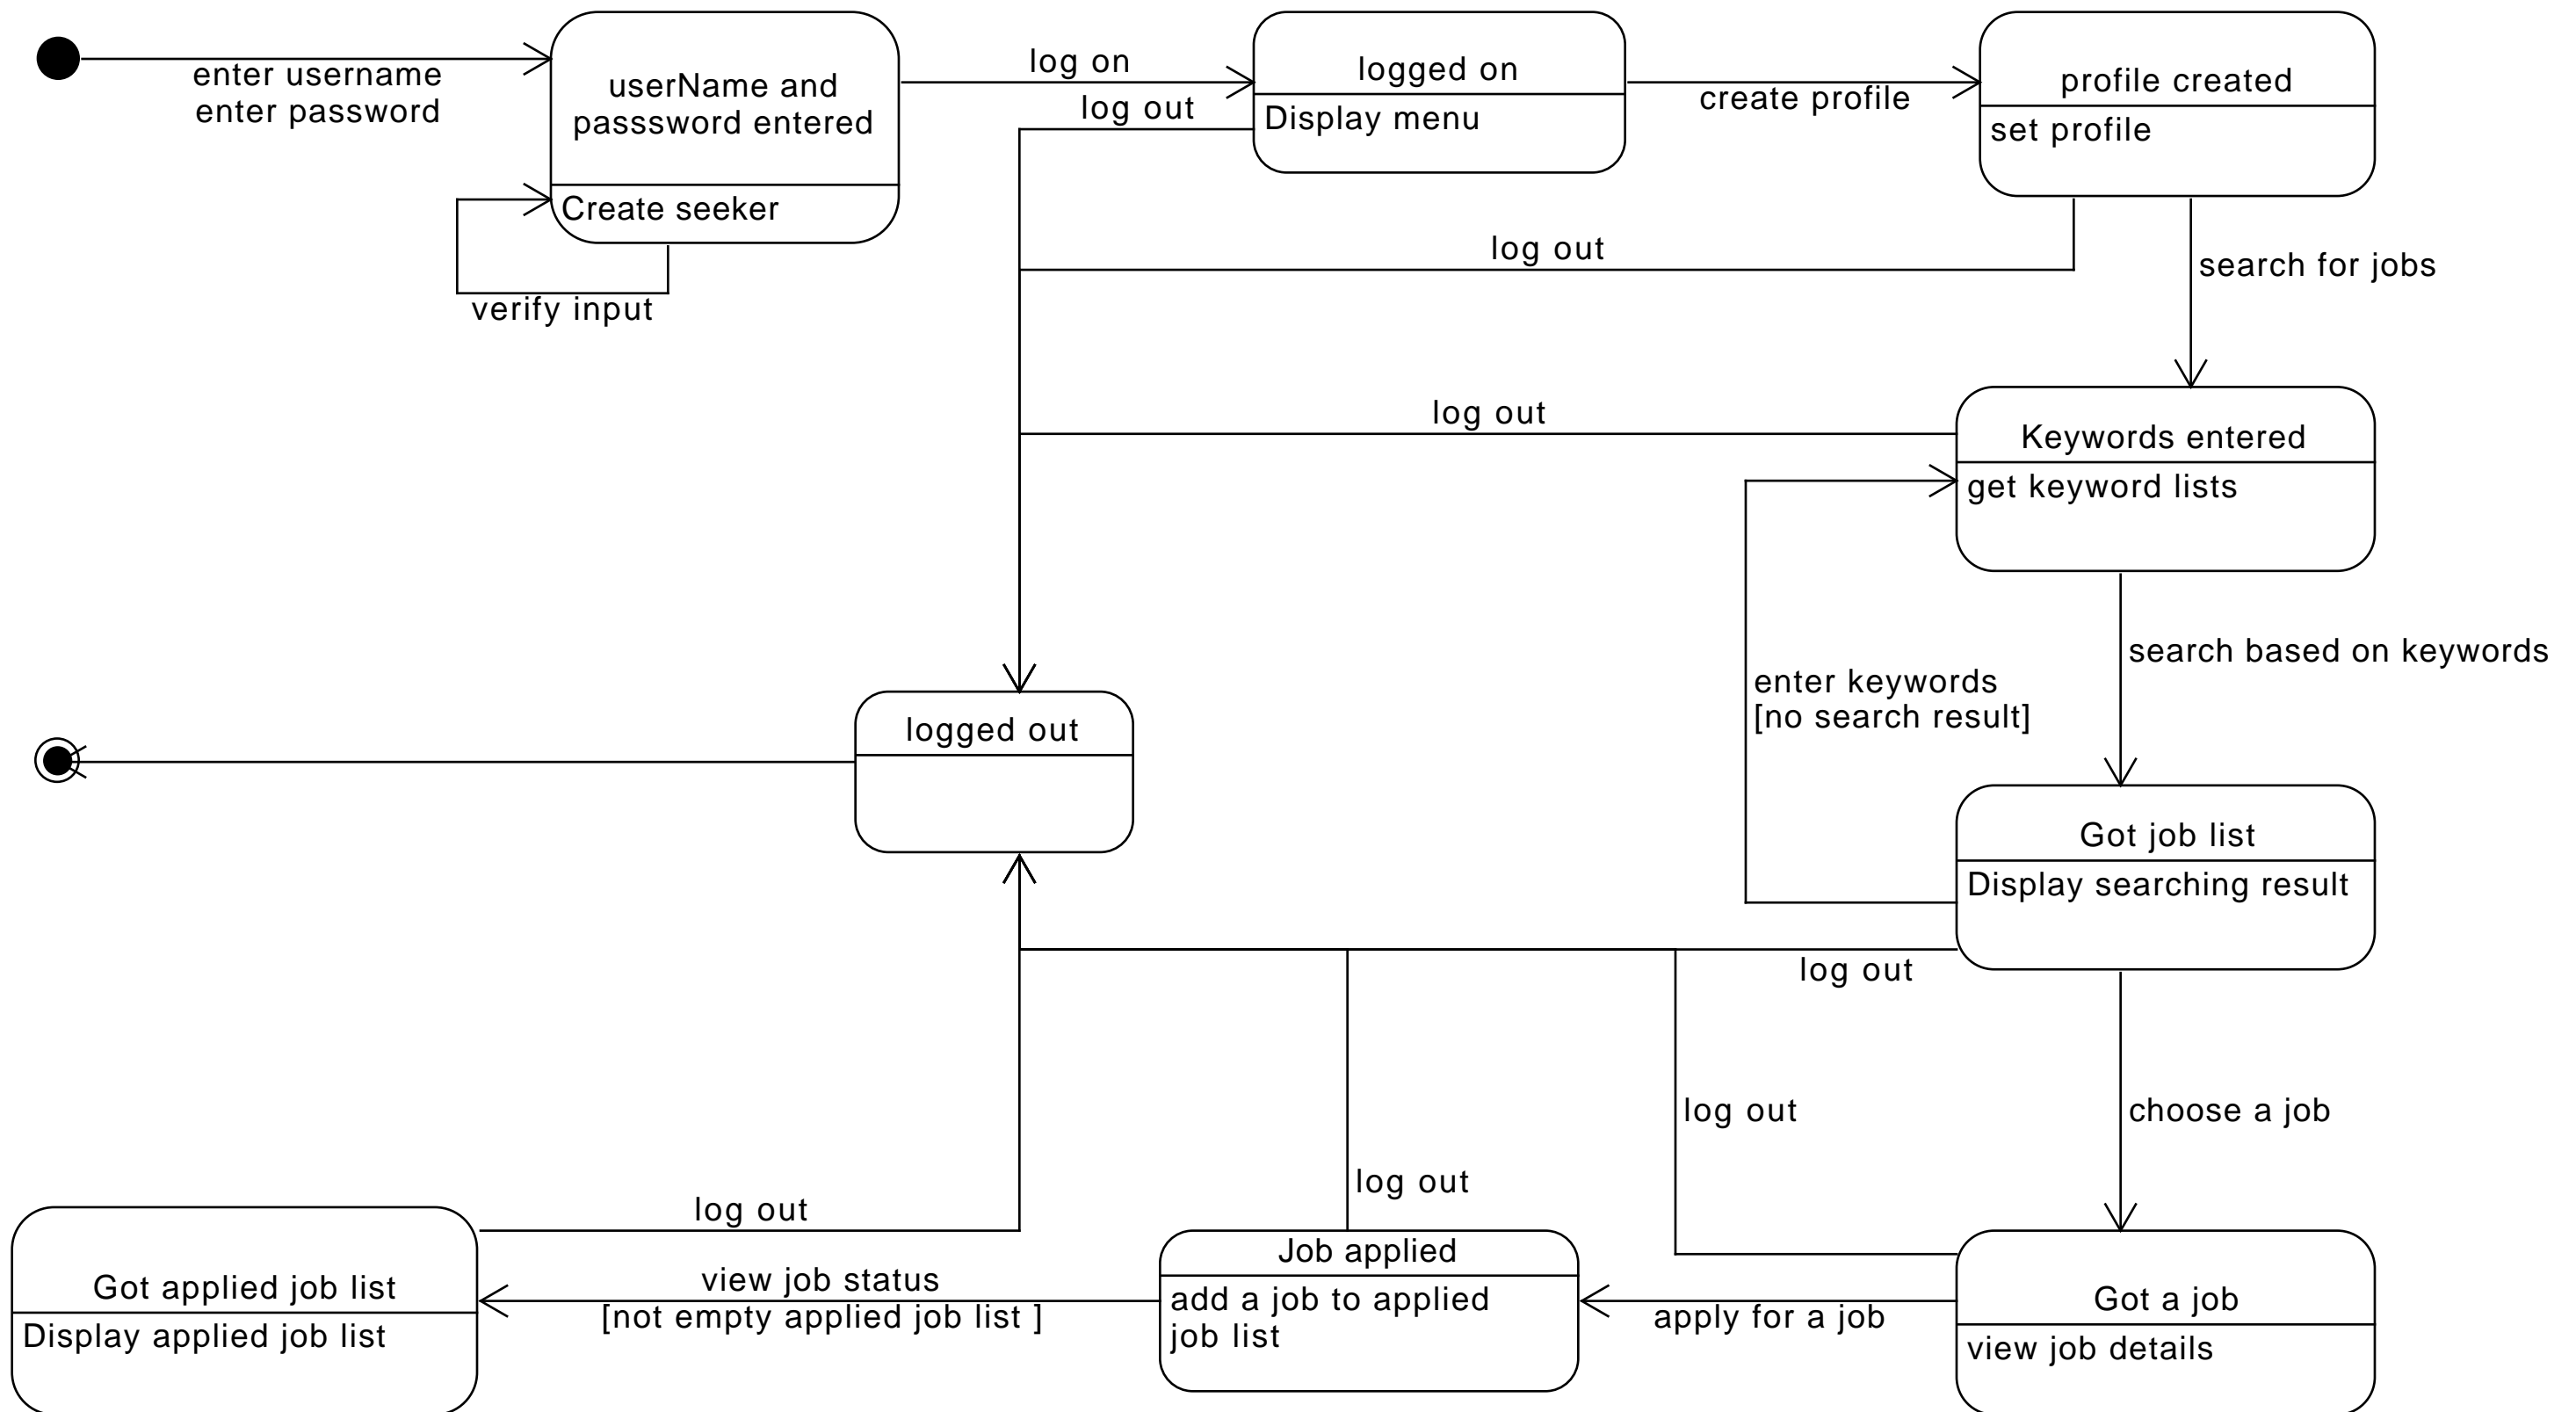 enter username
enter password
userName and
passsword entered
Create seeker
verify input
log on
log out
logged on
Display menu
create profile
profile created
set profile
log out
search for jobs
log out
Keywords entered
get keyword lists
search based on keywords
enter keywords
[no search result]
logged out
Got job list
Display searching result
log out
log out
choose a job
log out
log out
Got applied job list
Display applied job list
view job status
[not empty applied job list ]
Job applied
add a job to applied
job list
apply for a job
Got a job
view job details